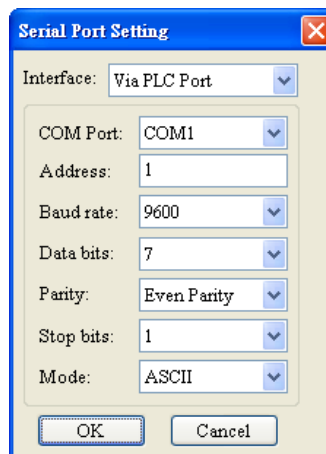 Serial Port Setting
Interface: Via PLC Port
COM Port: COM1
Address: 1
Baud rate: 9600
Data bits: 7
Parity: Even Parity
Stop bits: 1
Mode: ASCII
OK Cancel